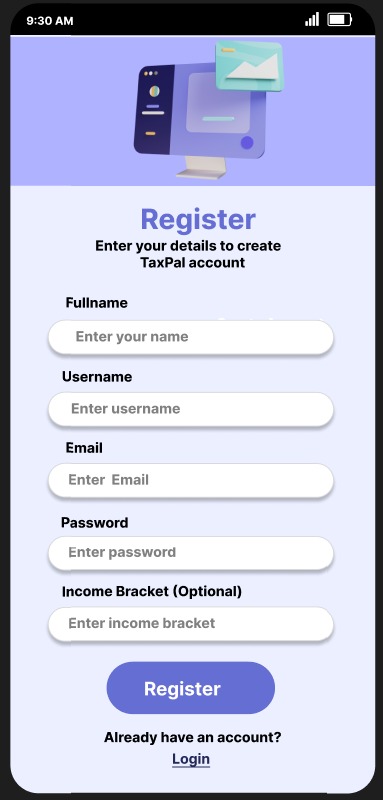 9:30 AM
Register
Enter your details to create
TaxPal account
Fullname
Enter your name
Username
Enter username
Email
Enter  Email
Password
Enter password
Income Bracket (Optional)
Enter income bracket
Register
Already have an account?
Login